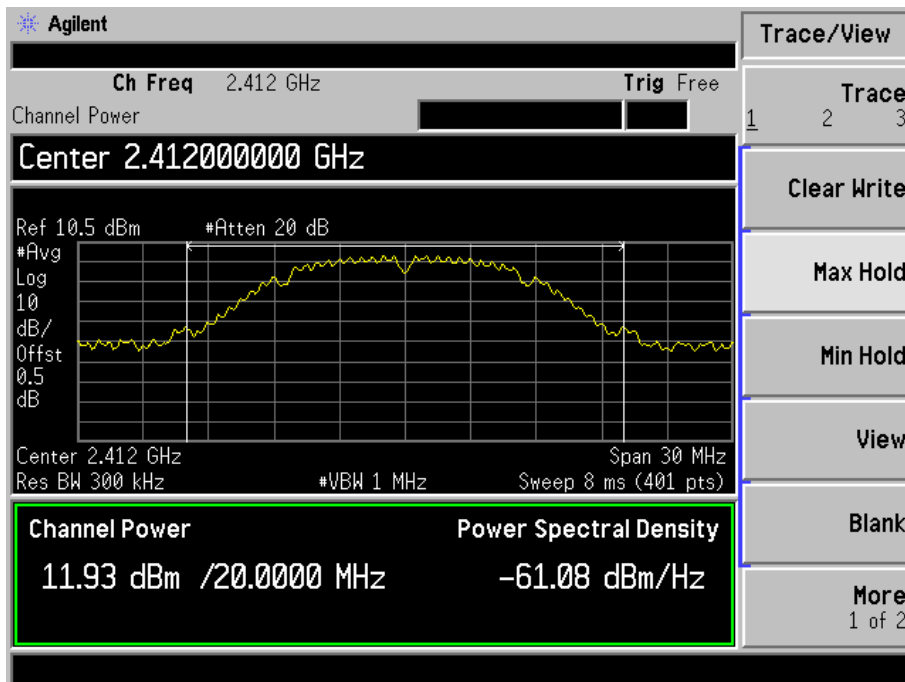 Agilent
Trace/View
Ch Freq 2.412 GHz Trig Free
Channel Power
Trace
1 2 3
Center 2.412000000 GHz
Clear Write
Ref 10.5 dBm #Atten 20 dB
#Avg
Log
10
dB/
Offst
0.5
dB
Max Hold
Min Hold
View
Center 2.412 GHz Span 30 MHz
Res BW 300 kHz #VBW 1 MHz Sweep 8 ms (401 pts)
Channel Power Power Spectral Density
11.93 dBm /20.0000 MHz -61.08 dBm/Hz
Blank
More
1 of 2